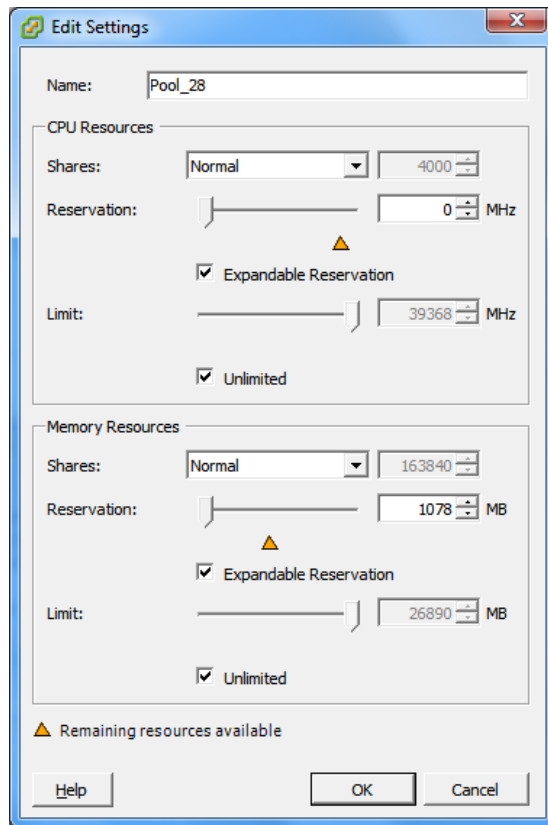 Edit Settings
Name: Pool_28
CPU Resources
Shares: Normal 4000
Reservation: 0 MHz
Expandable Reservation
Limit: 39368 MHz
Unlimited
Memory Resources
Shares: Normal 163840
Reservation: 1078 MB
Expandable Reservation
Limit: 26890 MB
Unlimited
Remaining resources available
Help OK Cancel